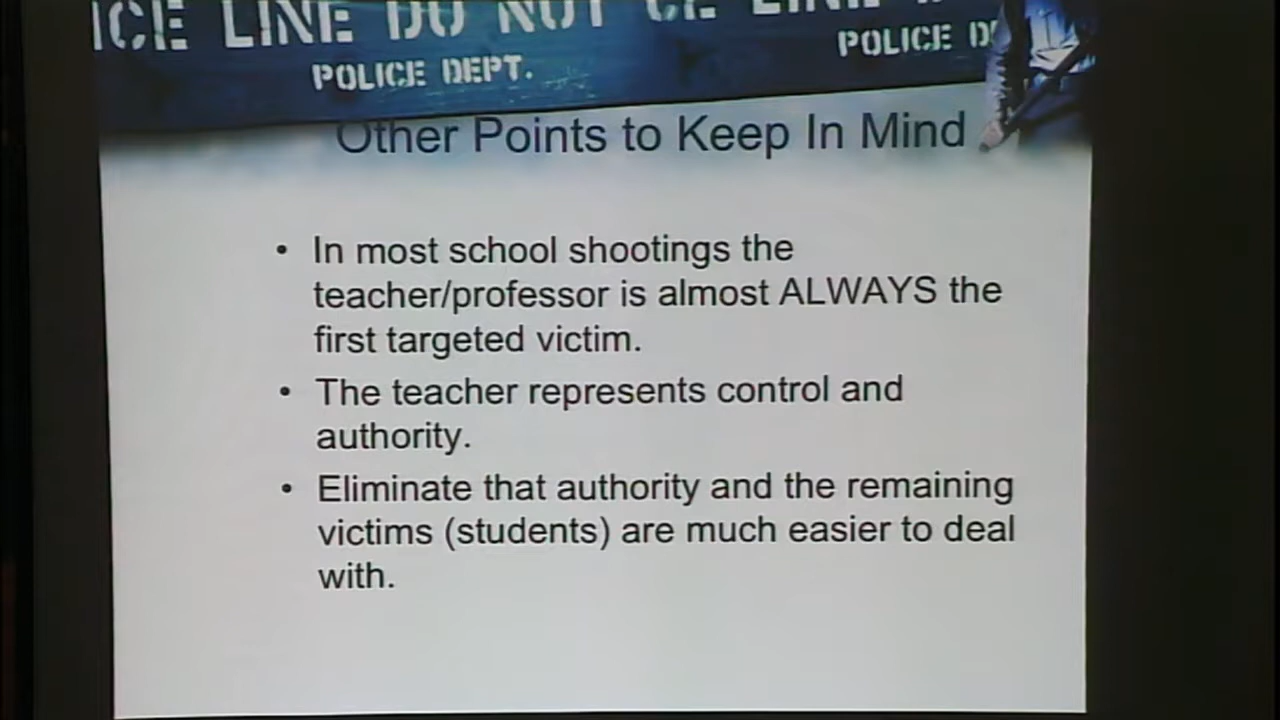 ICE LINE DO NOT
POLICE DEPT.
POLICE
Other Points to Keep In Mind
• In most school shootings the
teacher/professor is almost ALWAYS the
first targeted victim.
• The teacher represents control and
authority.
• Eliminate that authority and the remaining
victims (students) are much easier to deal
with.